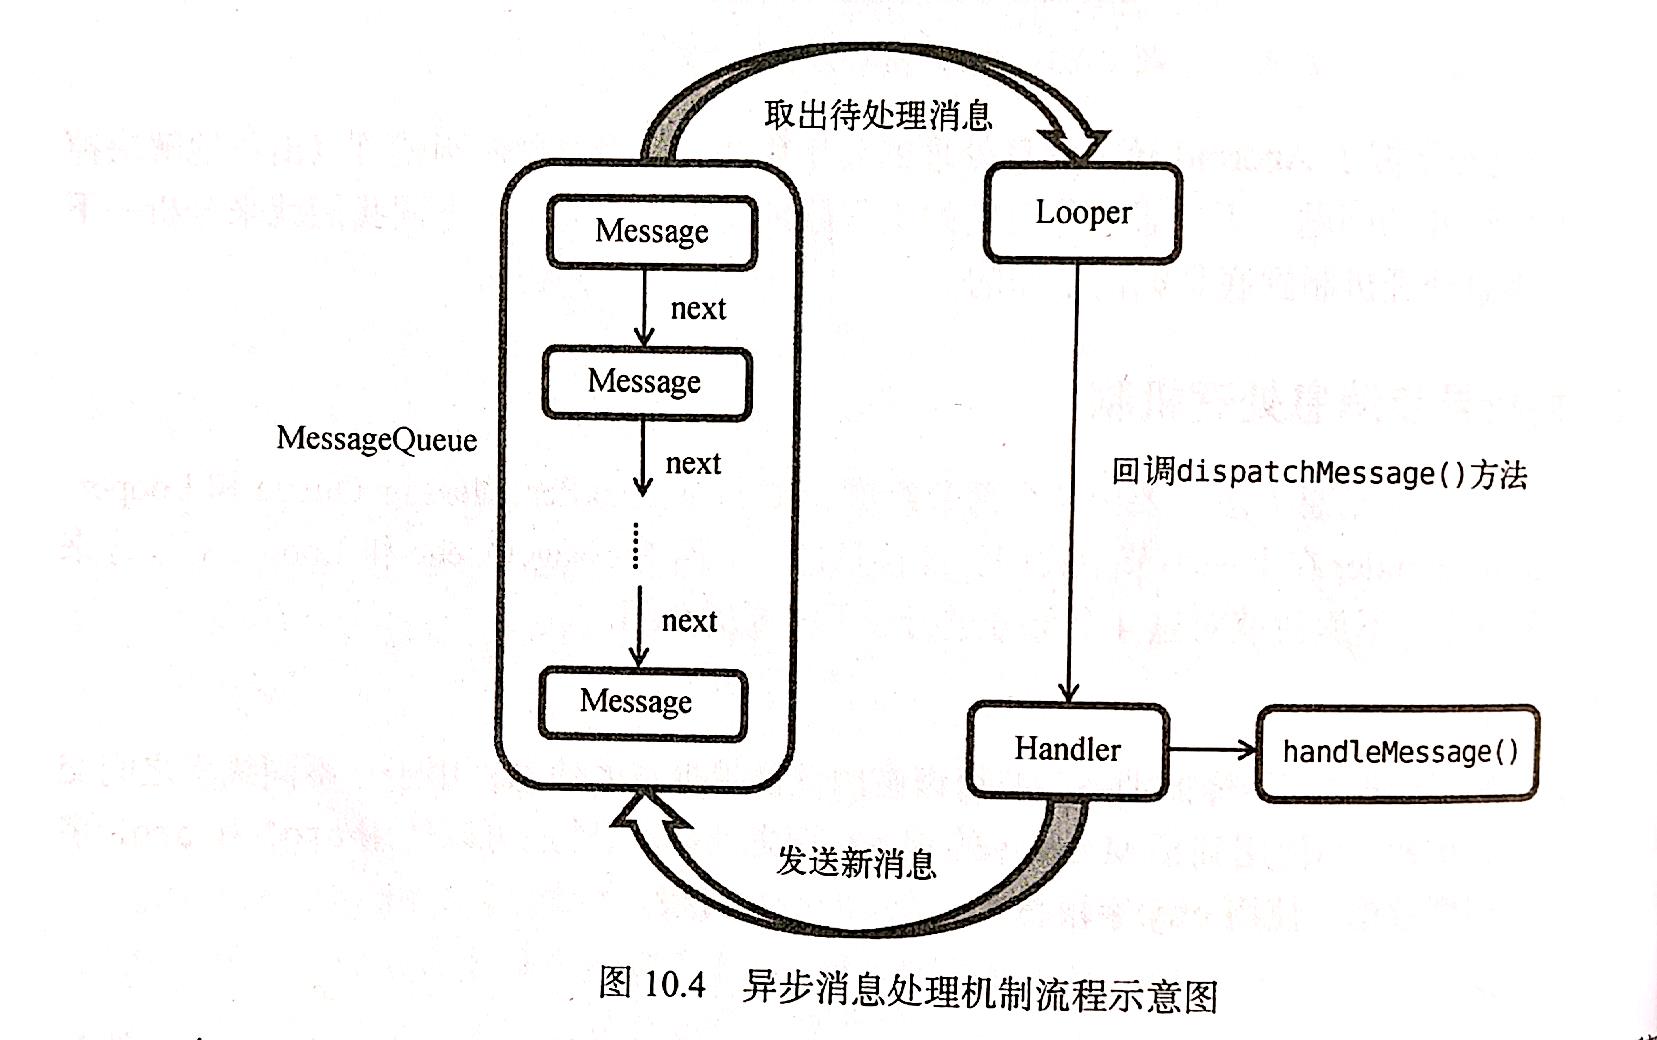 取出待处理消息
Message
Looper
next
Message
MessageQueue
next
回调dispatchMessage()方法
next
Message
Handler
handleMessage()
发送新消息
图 10.4 异步消息处理机制流程示意图